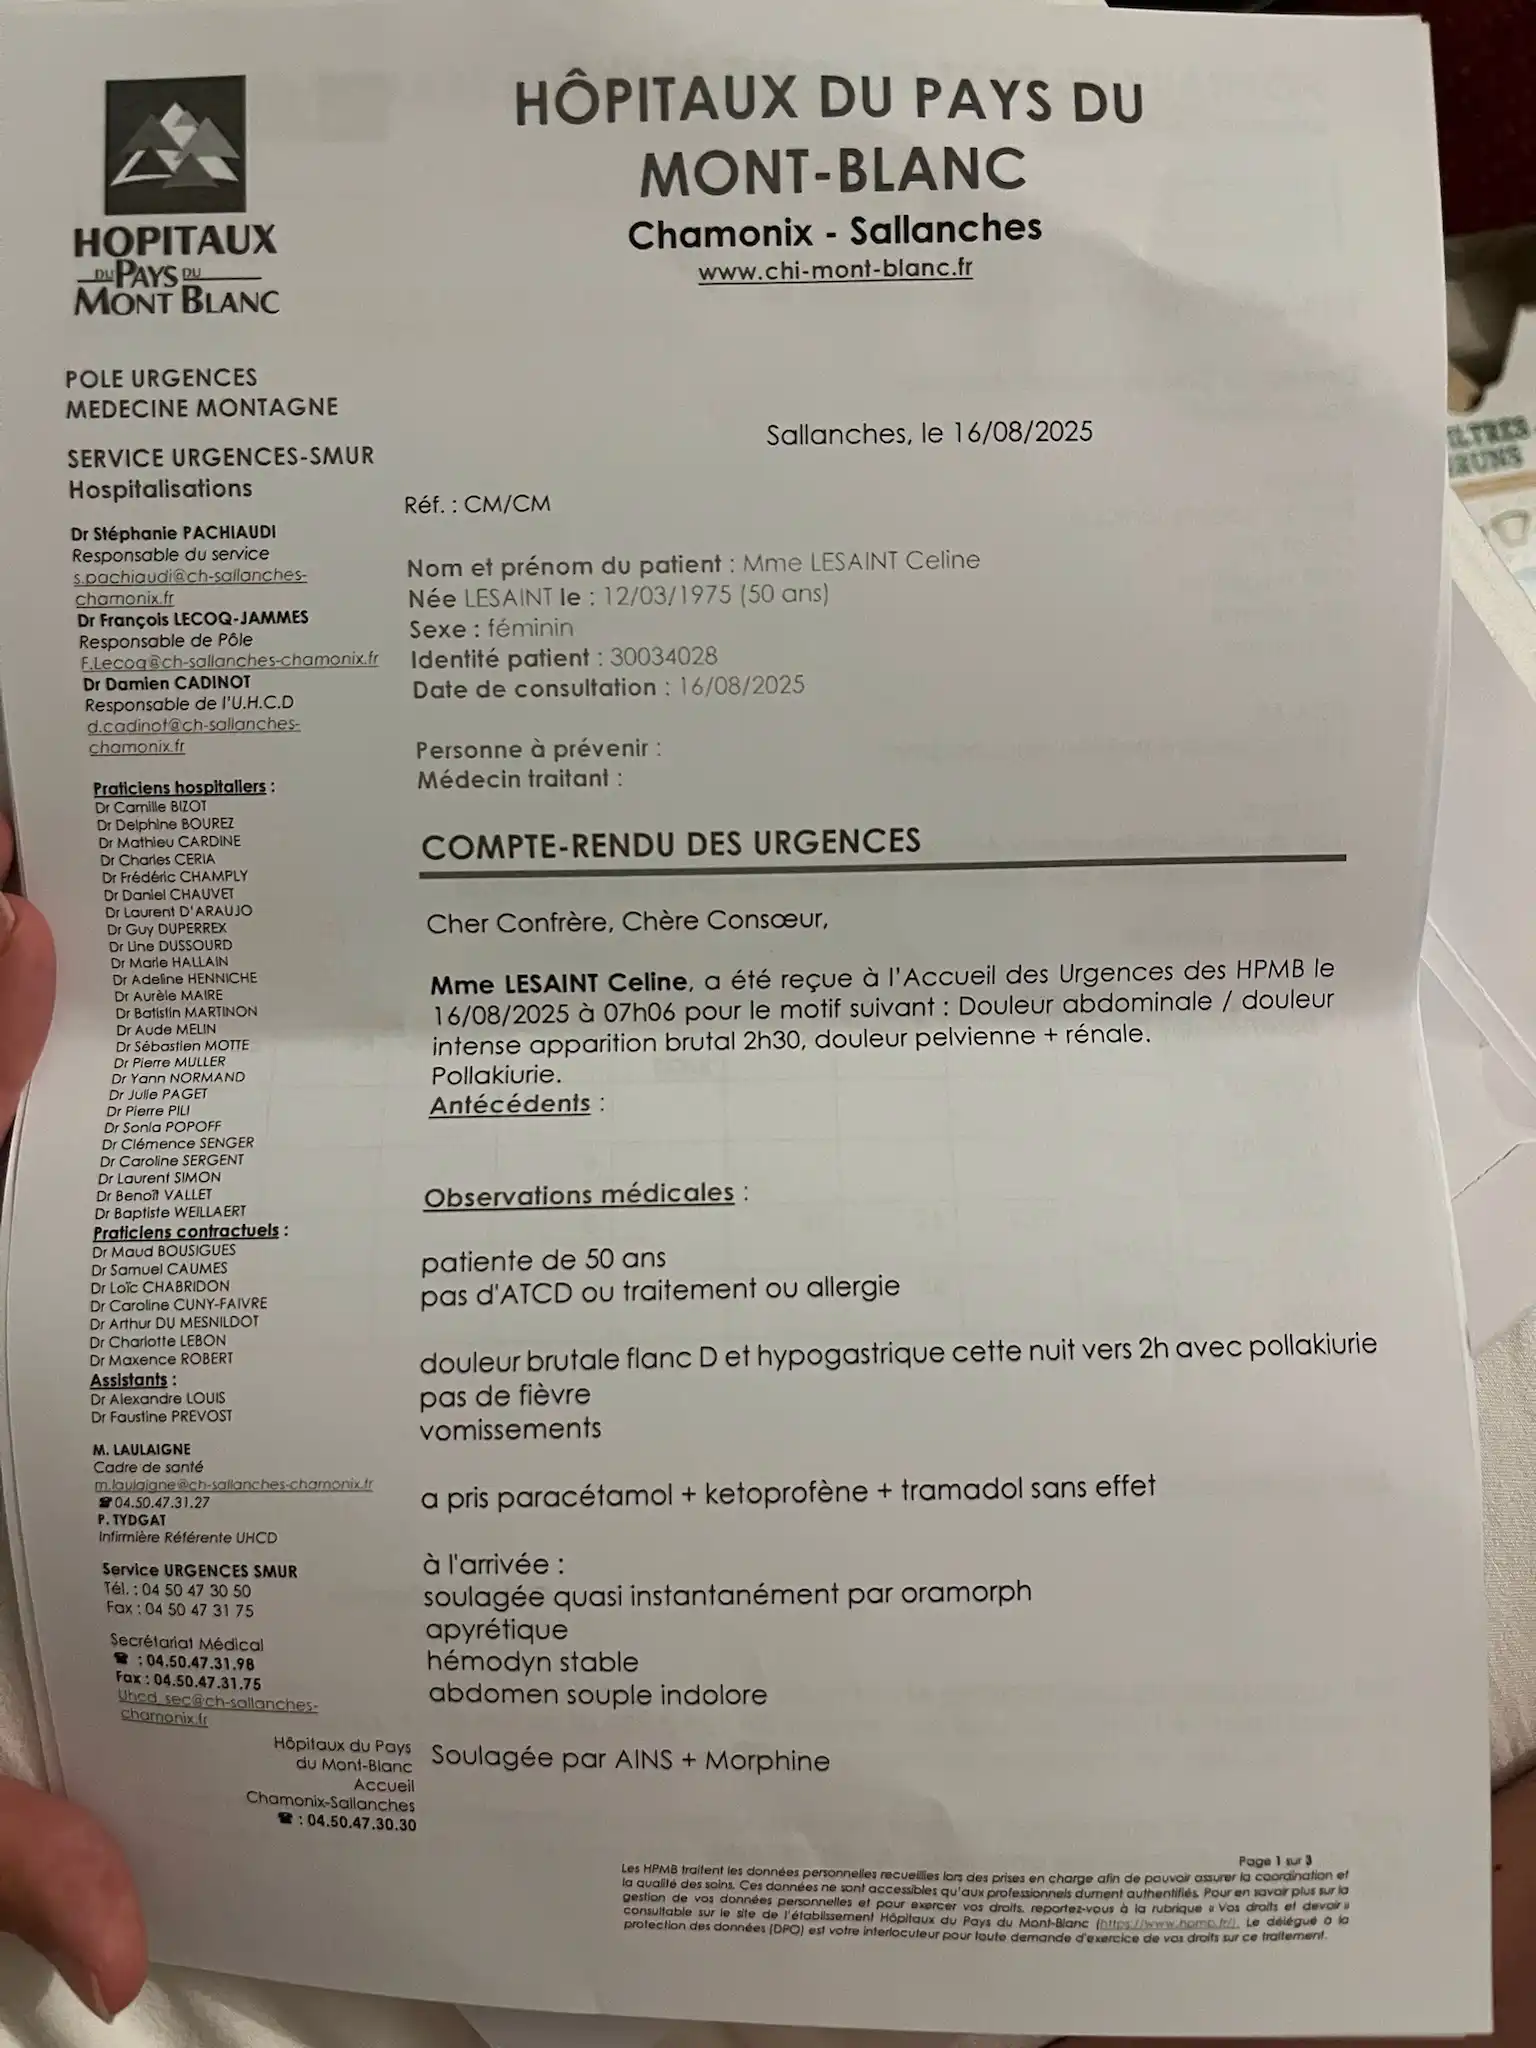 HÔPITAUX DU PAYS DU
MONT-BLANC
Chamonix - Sallanches
www.chi-mont-blanc.fr
HOPITAUX
DU PAYS DU
MONT BLANC
POLE URGENCES
MEDECINE MONTAGNE
SERVICE URGENCES-SMUR
Hospitalisations
Dr Stéphanie PACHIAUDI
Responsable du service
s.pachiaudi@ch-sallanches-
chamonix.fr
Dr François LECOQ-JAMMES
Responsable de Pôle
F.Lecoq@ch-sallanches-chamonix.fr
Dr Damien CADINOT
Responsable de l'U.H.C.D
d.cadinot@ch-sallanches-
chamonix.fr
Praticiens hospitaliers :
Dr Camille BIZOT
Dr Delphine BOUREZ
Dr Mathieu CARDINE
Dr Charles CERIA
Dr Frédéric CHAMPLY
Dr Daniel CHAUVET
Dr Laurent D'ARAUJO
Dr Guy DUPERREX
Dr Line DUSSOURD
Dr Marie HALLAIN
Dr Adeline HENNICHE
Dr Aurèle MAIRE
Dr Batistin MARTINON
Dr Aude MELIN
Dr Sébastien MOTTE
Dr Pierre MULLER
Dr Yann NORMAND
Dr Julie PAGET
Dr Pierre PILI
Dr Sonia POPOFF
Dr Clémence SENGER
Dr Caroline SERGENT
Dr Laurent SIMON
Dr Benoît VALLET
Dr Baptiste WEILLAERT
Praticiens contractuels :
Dr Maud BOUSIGUES
Dr Samuel CAUMES
Dr Loïc CHABRIDON
Dr Caroline CUNY-FAIVRE
Dr Arthur DU MESNILDOT
Dr Charlotte LEBON
Dr Maxence ROBERT
Assistants :
Dr Alexandre LOUIS
Dr Faustine PREVOST
M. LAULAIGNE
Cadre de santé
m.laulaigne@ch-sallanches-chamonix.fr
☎ 04.50.47.31.27
P. TYDGAT
Infirmière Référente UHCD
Service URGENCES SMUR
Tél. : 04 50 47 30 50
Fax : 04 50 47 31 75
Secrétariat Médical
☎ : 04.50.47.31.98
Fax : 04.50.47.31.75
Uhcd_sec@ch-sallanches-
chamonix.fr
Hôpitaux du Pays
du Mont-Blanc
Accueil
Chamonix-Sallanches
☎ : 04.50.47.30.30
Sallanches, le 16/08/2025
Réf. : CM/CM
Nom et prénom du patient : Mme LESAINT Celine
Née LESAINT le : 12/03/1975 (50 ans)
Sexe : féminin
Identité patient : 30034028
Date de consultation : 16/08/2025
Personne à prévenir :
Médecin traitant :
COMPTE-RENDU DES URGENCES
Cher Confrère, Chère Consœur,
Mme LESAINT Celine, a été reçue à l'Accueil des Urgences des HPMB le
16/08/2025 à 07h06 pour le motif suivant : Douleur abdominale / douleur
intense apparition brutal 2h30, douleur pelvienne + rénale.
Pollakiurie.
Antécédents :
Observations médicales :
patiente de 50 ans
pas d'ATCD ou traitement ou allergie
douleur brutale flanc D et hypogastrique cette nuit vers 2h avec pollakiurie
pas de fièvre
vomissements
a pris paracétamol + ketoprofène + tramadol sans effet
à l'arrivée :
soulagée quasi instantanément par oramorph
apyrétique
hémodyn stable
abdomen souple indolore
Soulagée par AINS + Morphine
Page 1 sur 3
Les HPMB traitent les données personnelles recueillies lors des prises en charge afin de pouvoir assurer la coordination et
la qualité des soins. Ces données ne sont accessibles qu'aux professionnels dument authentifiés. Pour en savoir plus sur la
gestion de vos données personnelles et pour exercer vos droits, reportez-vous à la rubrique « Vos droits et devoir »
consultable sur le site de l'établissement Hôpitaux du Pays du Mont-Blanc (https://www.hpmb.fr/). Le délégué à la
protection des données (DPO) est votre interlocuteur pour toute demande d'exercice de vos droits sur ce traitement.